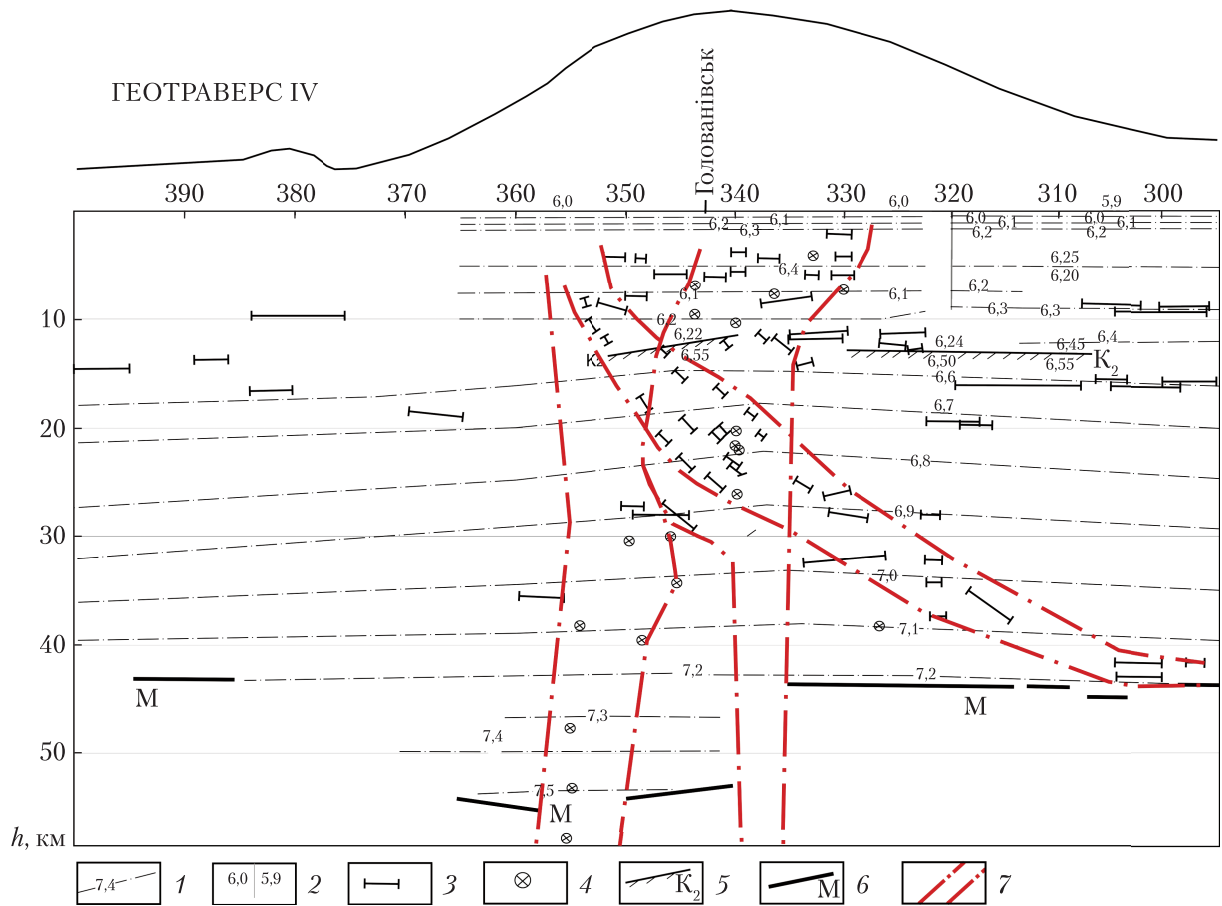 ГЕОТРАВЕРС IV
Голованівськ
390 380 370 360 350 340 330 320 310 300
6,0 6,0 5,9
6,2 6,1 6,0 6,1 6,0 6,1
6,3 6,2 6,2
6,4 6,25
6,20
6,1 6,1 6,2
6,3 6,3
10 6,2
6,22 6,24 6,4
6,45
К2 6,55 6,50 6,55 К2
6,6
6,7
20
6,8
6,9
30
7,0
7,1
40
7,2 7,2
М М
7,3
7,4
50
7,5
М
h, км
7,4 1 6,0 5,9 2 3 4 К2 5 М 6 7